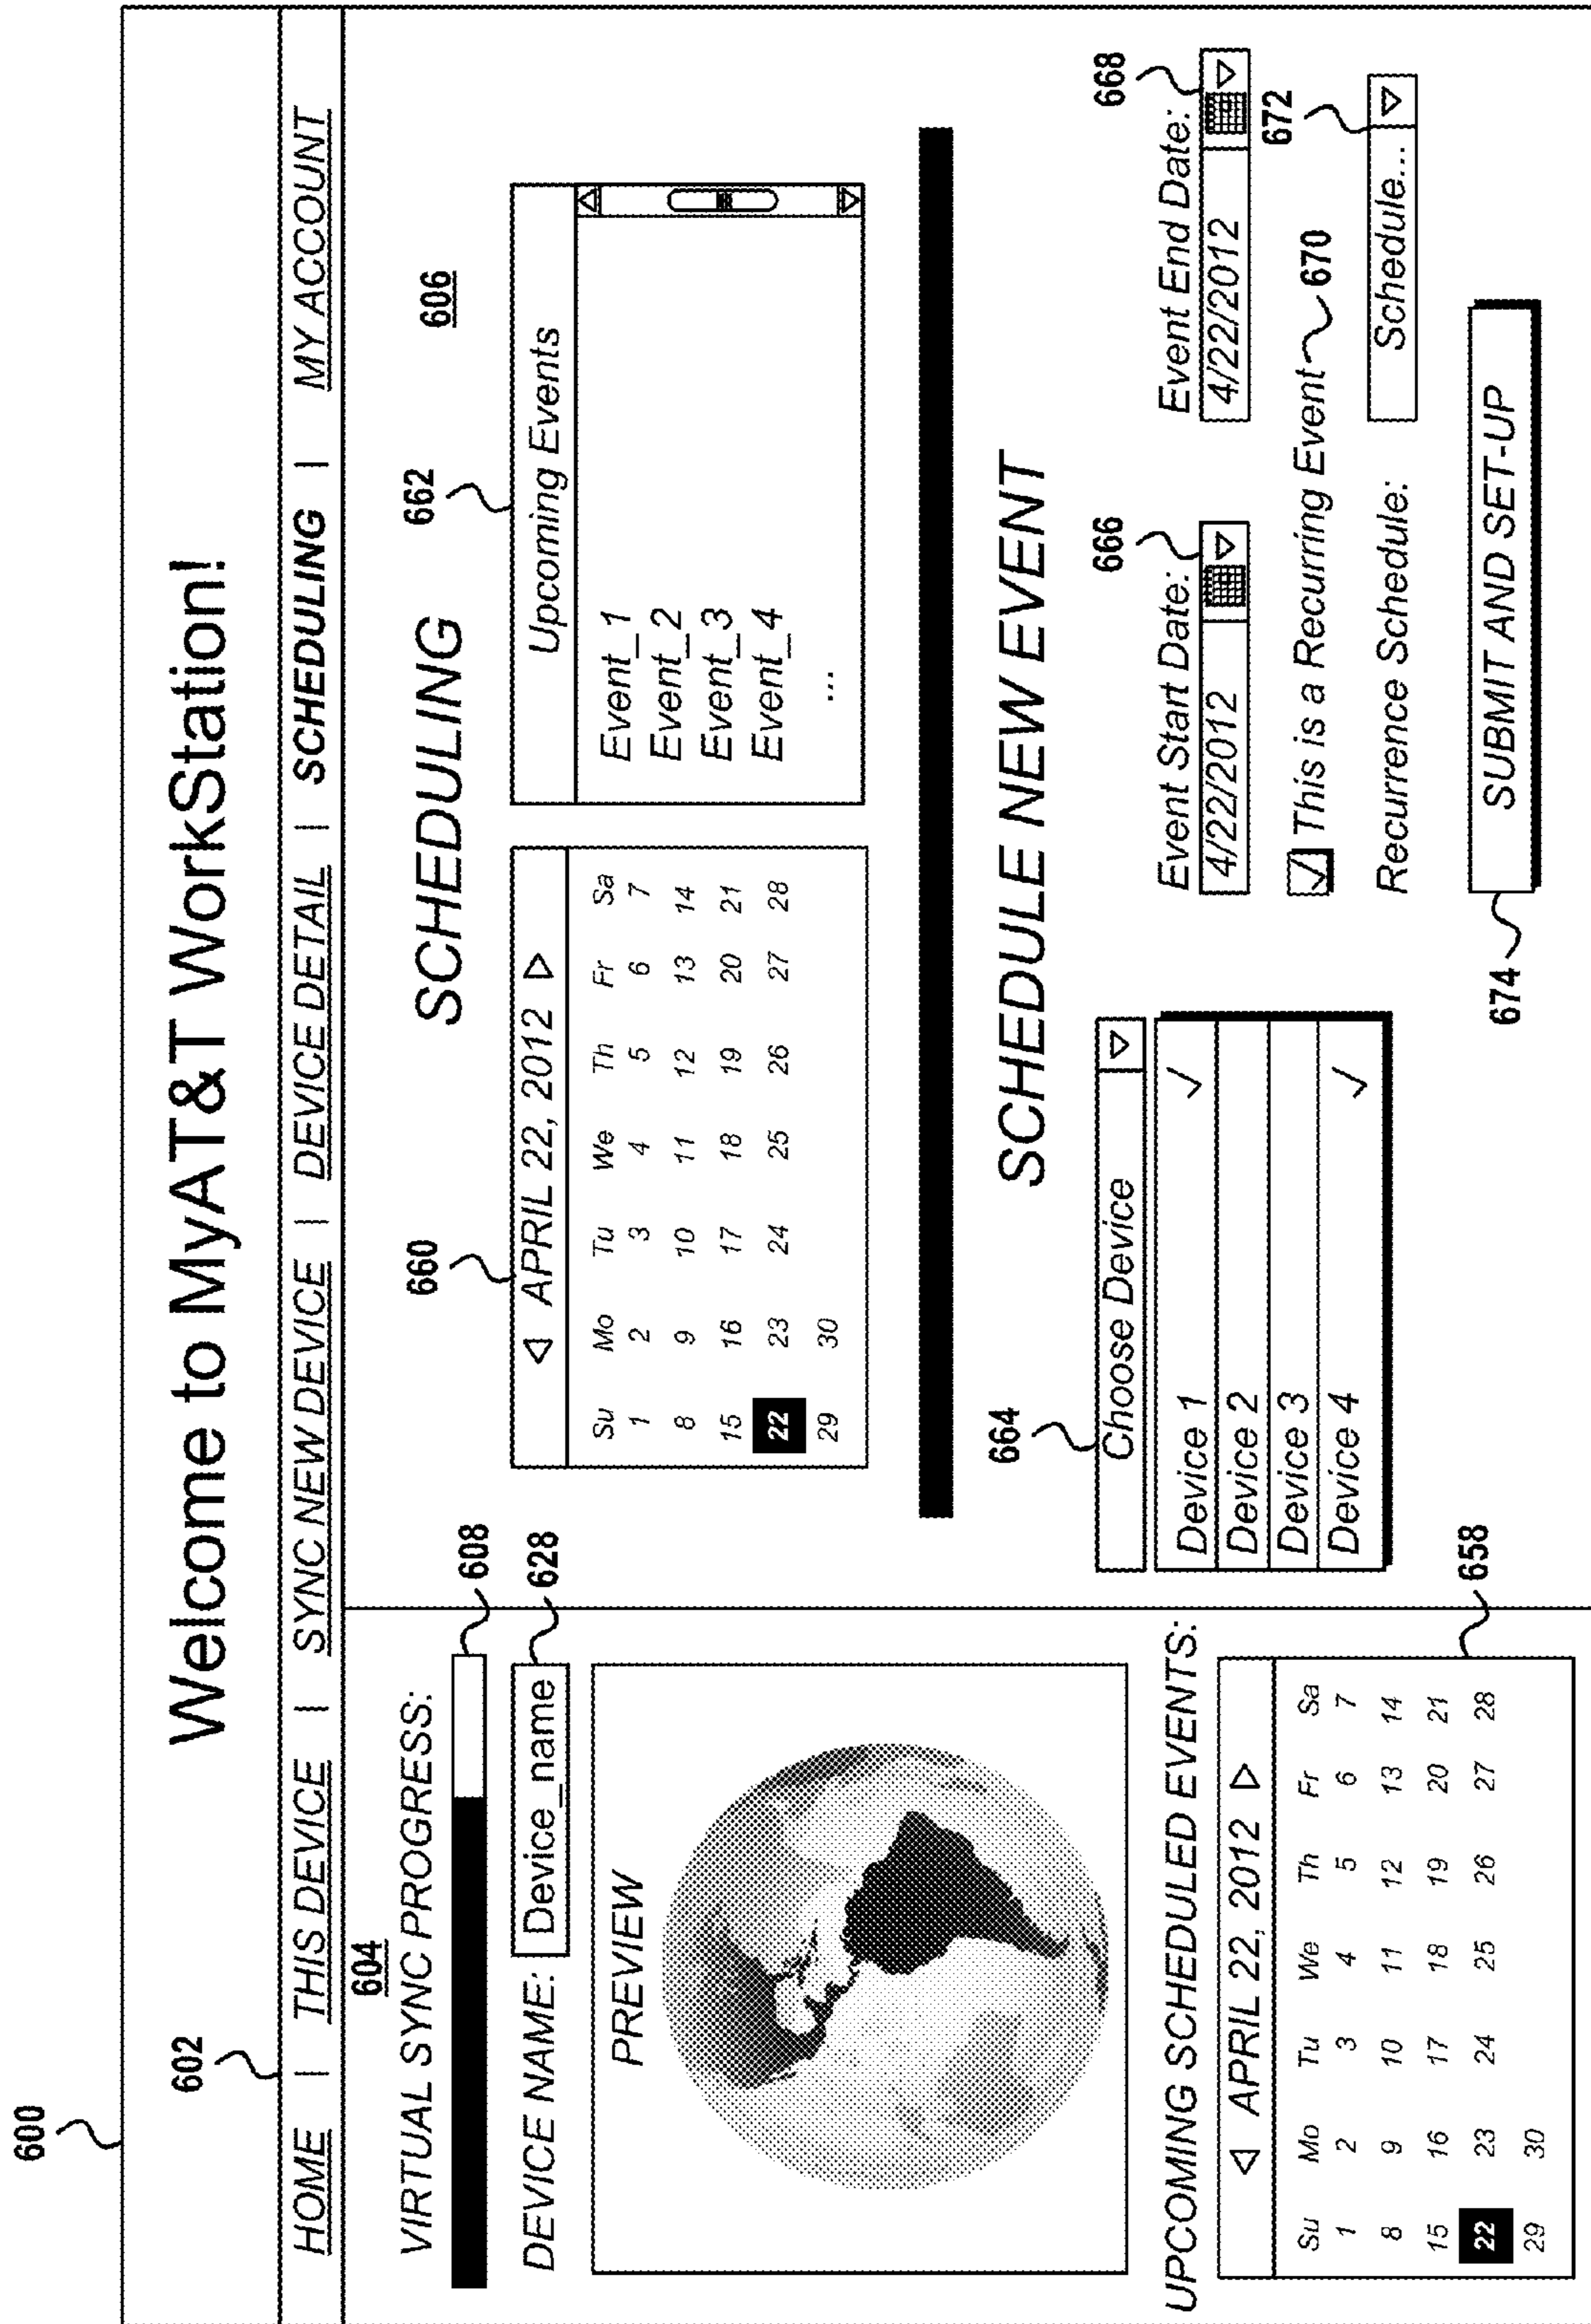 600
602
Welcome to MyAT&T WorkStation!
HOME | THIS DEVICE | SYNC NEW DEVICE | DEVICE DETAIL | SCHEDULING | MY ACCOUNT
604
VIRTUAL SYNC PROGRESS:
608
DEVICE NAME: Device_name
628
PREVIEW
UPCOMING SCHEDULED EVENTS:
APRIL 22, 2012
Su Mo Tu We Th Fr Sa
1 2 3 4 5 6 7
8 9 10 11 12 13 14
15 16 17 18 19 20 21
22 23 24 25 26 27 28
29 30
658
SCHEDULING
606
660
APRIL 22, 2012
Su Mo Tu We Th Fr Sa
1 2 3 4 5 6 7
8 9 10 11 12 13 14
15 16 17 18 19 20 21
22 23 24 25 26 27 28
29 30
662
Upcoming Events
Event_1
Event_2
Event_3
Event_4
...
SCHEDULE NEW EVENT
664
Choose Device
Device 1 ✓
Device 2
Device 3
Device 4 ✓
666
Event Start Date:
4/22/2012
668
Event End Date:
4/22/2012
This is a Recurring Event
670
672
Recurrence Schedule: Schedule...
674
SUBMIT AND SET-UP